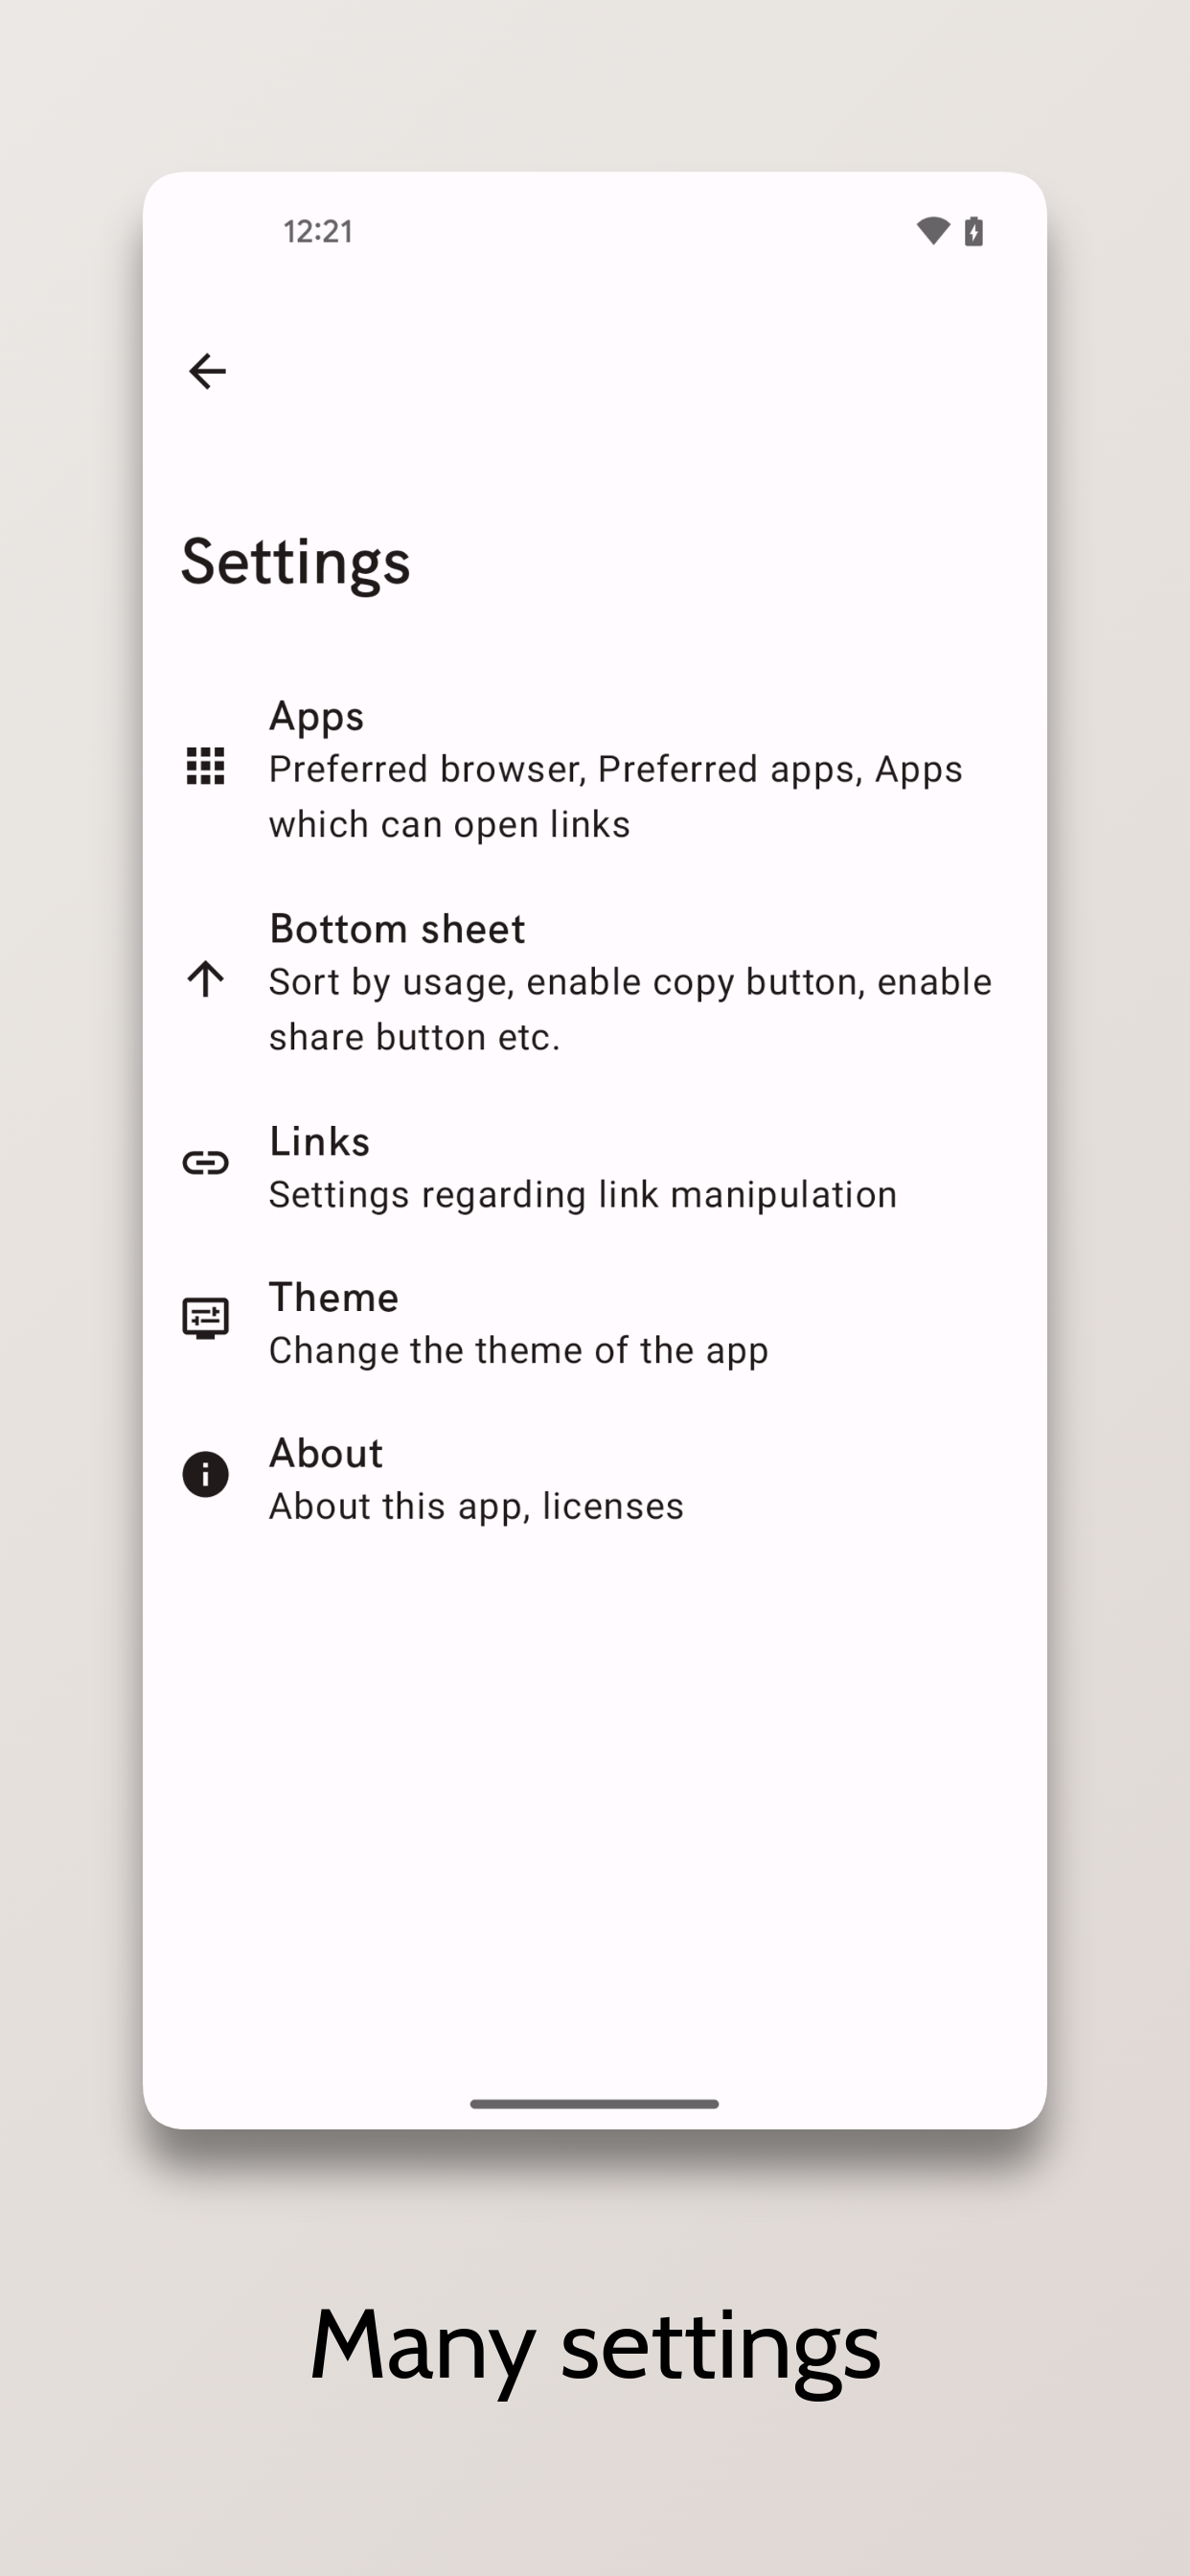 12:21
Settings
Apps
Preferred browser, Preferred apps, Apps
which can open links
Bottom sheet
Sort by usage, enable copy button, enable
share button etc.
Links
Settings regarding link manipulation
Theme
Change the theme of the app
About
About this app, licenses
Many settings